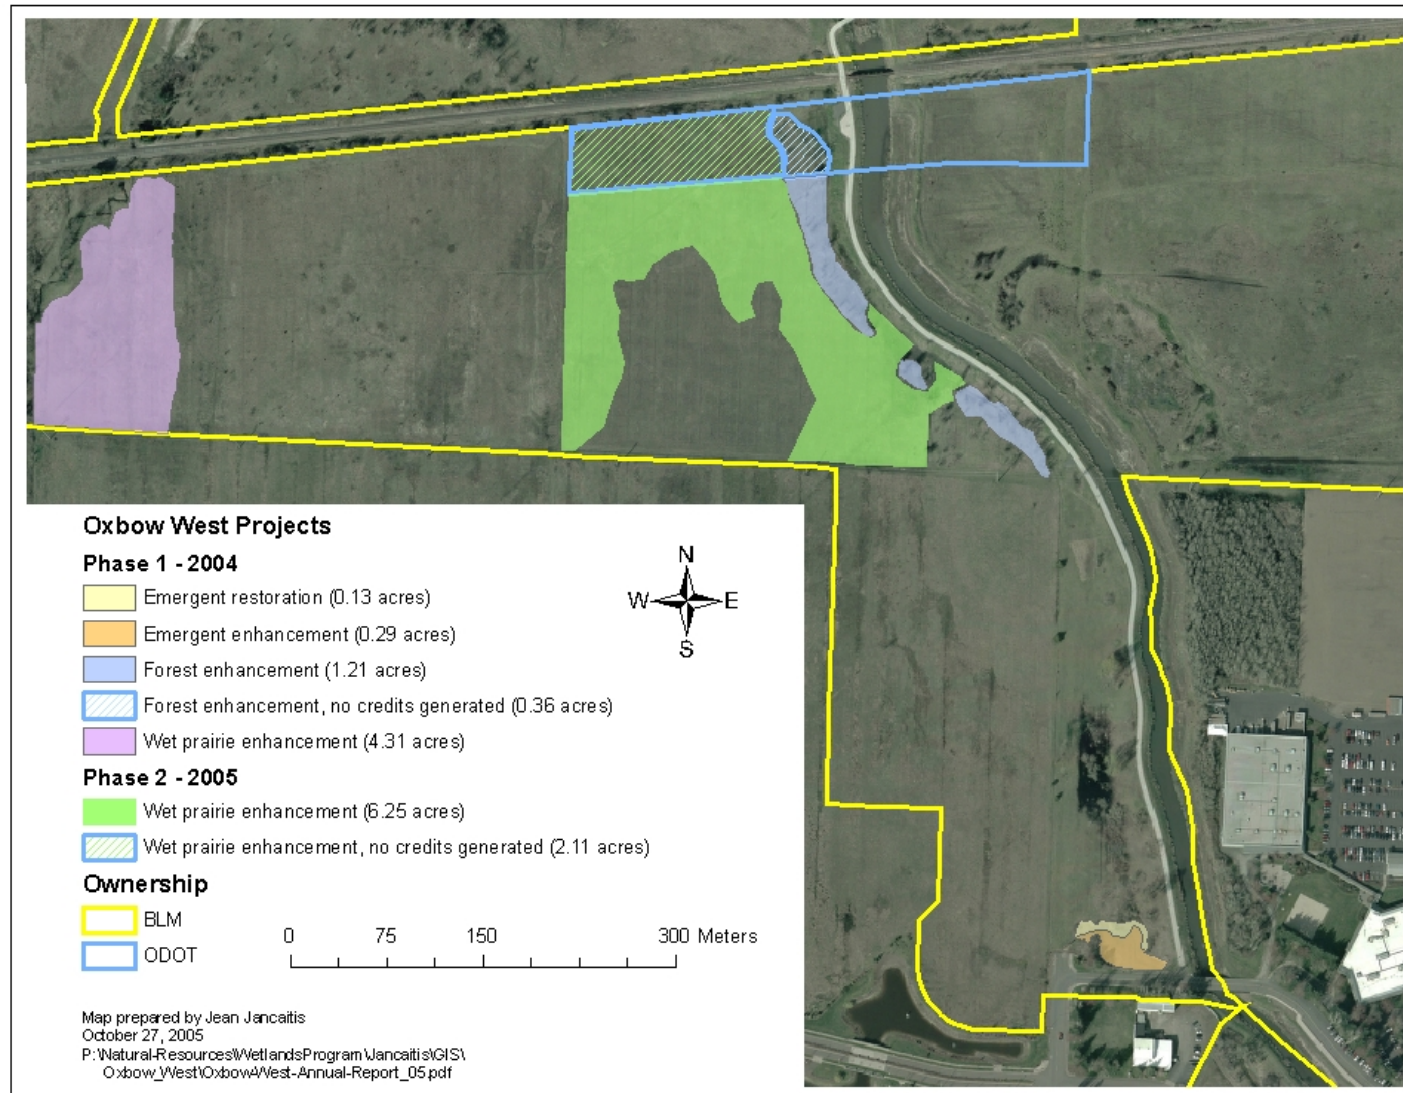 Oxbow West Projects
Phase 1 - 2004
Emergent restoration (0.13 acres)
Emergent enhancement (0.29 acres)
Forest enhancement (1.21 acres)
Forest enhancement, no credits generated (0.36 acres)
Wet prairie enhancement (4.31 acres)
Phase 2 - 2005
Wet prairie enhancement (6.25 acres)
Wet prairie enhancement, no credits generated (2.11 acres)
Ownership
BLM
ODOT
N
W E
S
0 75 150 300 Meters
Map prepared by Jean Jancaitis
October 27, 2005
P:\Natural-Resources\WetlandsProgram\Jancaitis\GIS\
Oxbow_West\Oxbow-West-Annual-Report_05.pdf